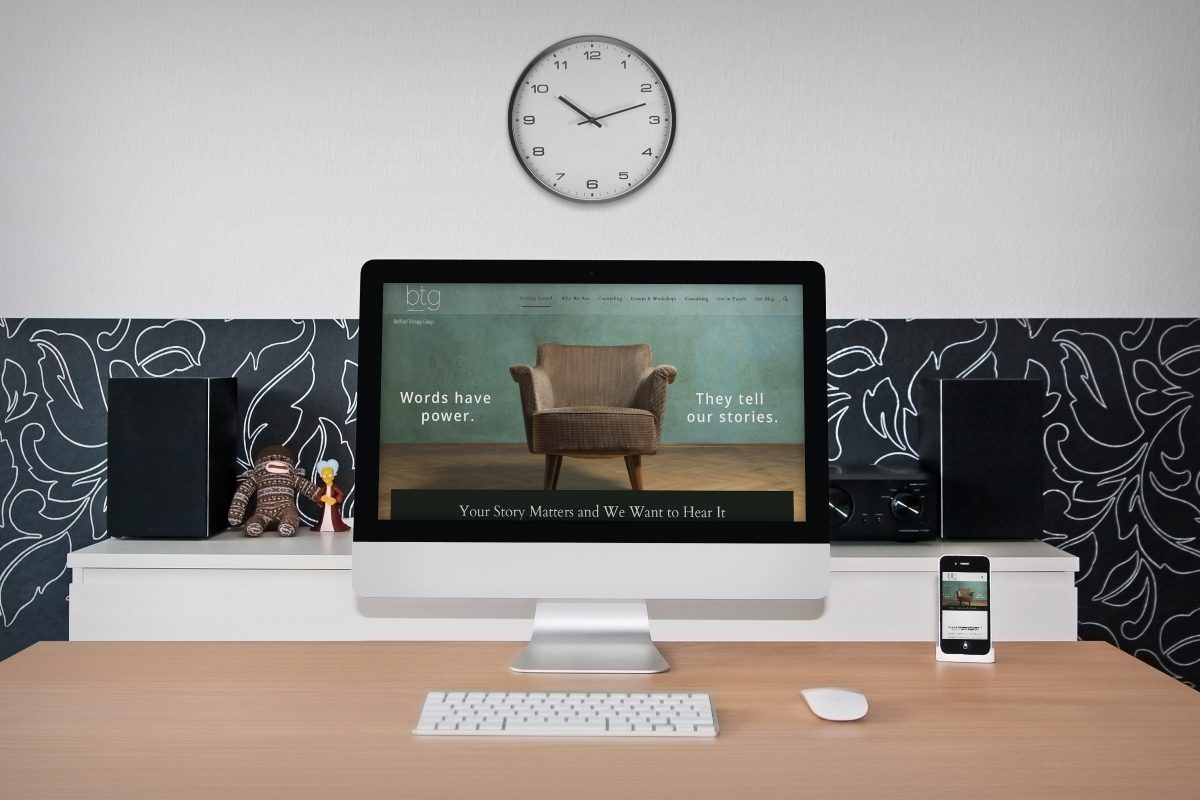 12
11 1
10 2
9 3
8 4
7 5
6
btg
Getting Started Who We Are Counseling Groups & Workshops Consulting Get in Touch Our Blog
Bedford Therapy Group
Words have
power.
They tell
our stories.
Your Story Matters and We Want to Hear It
btg